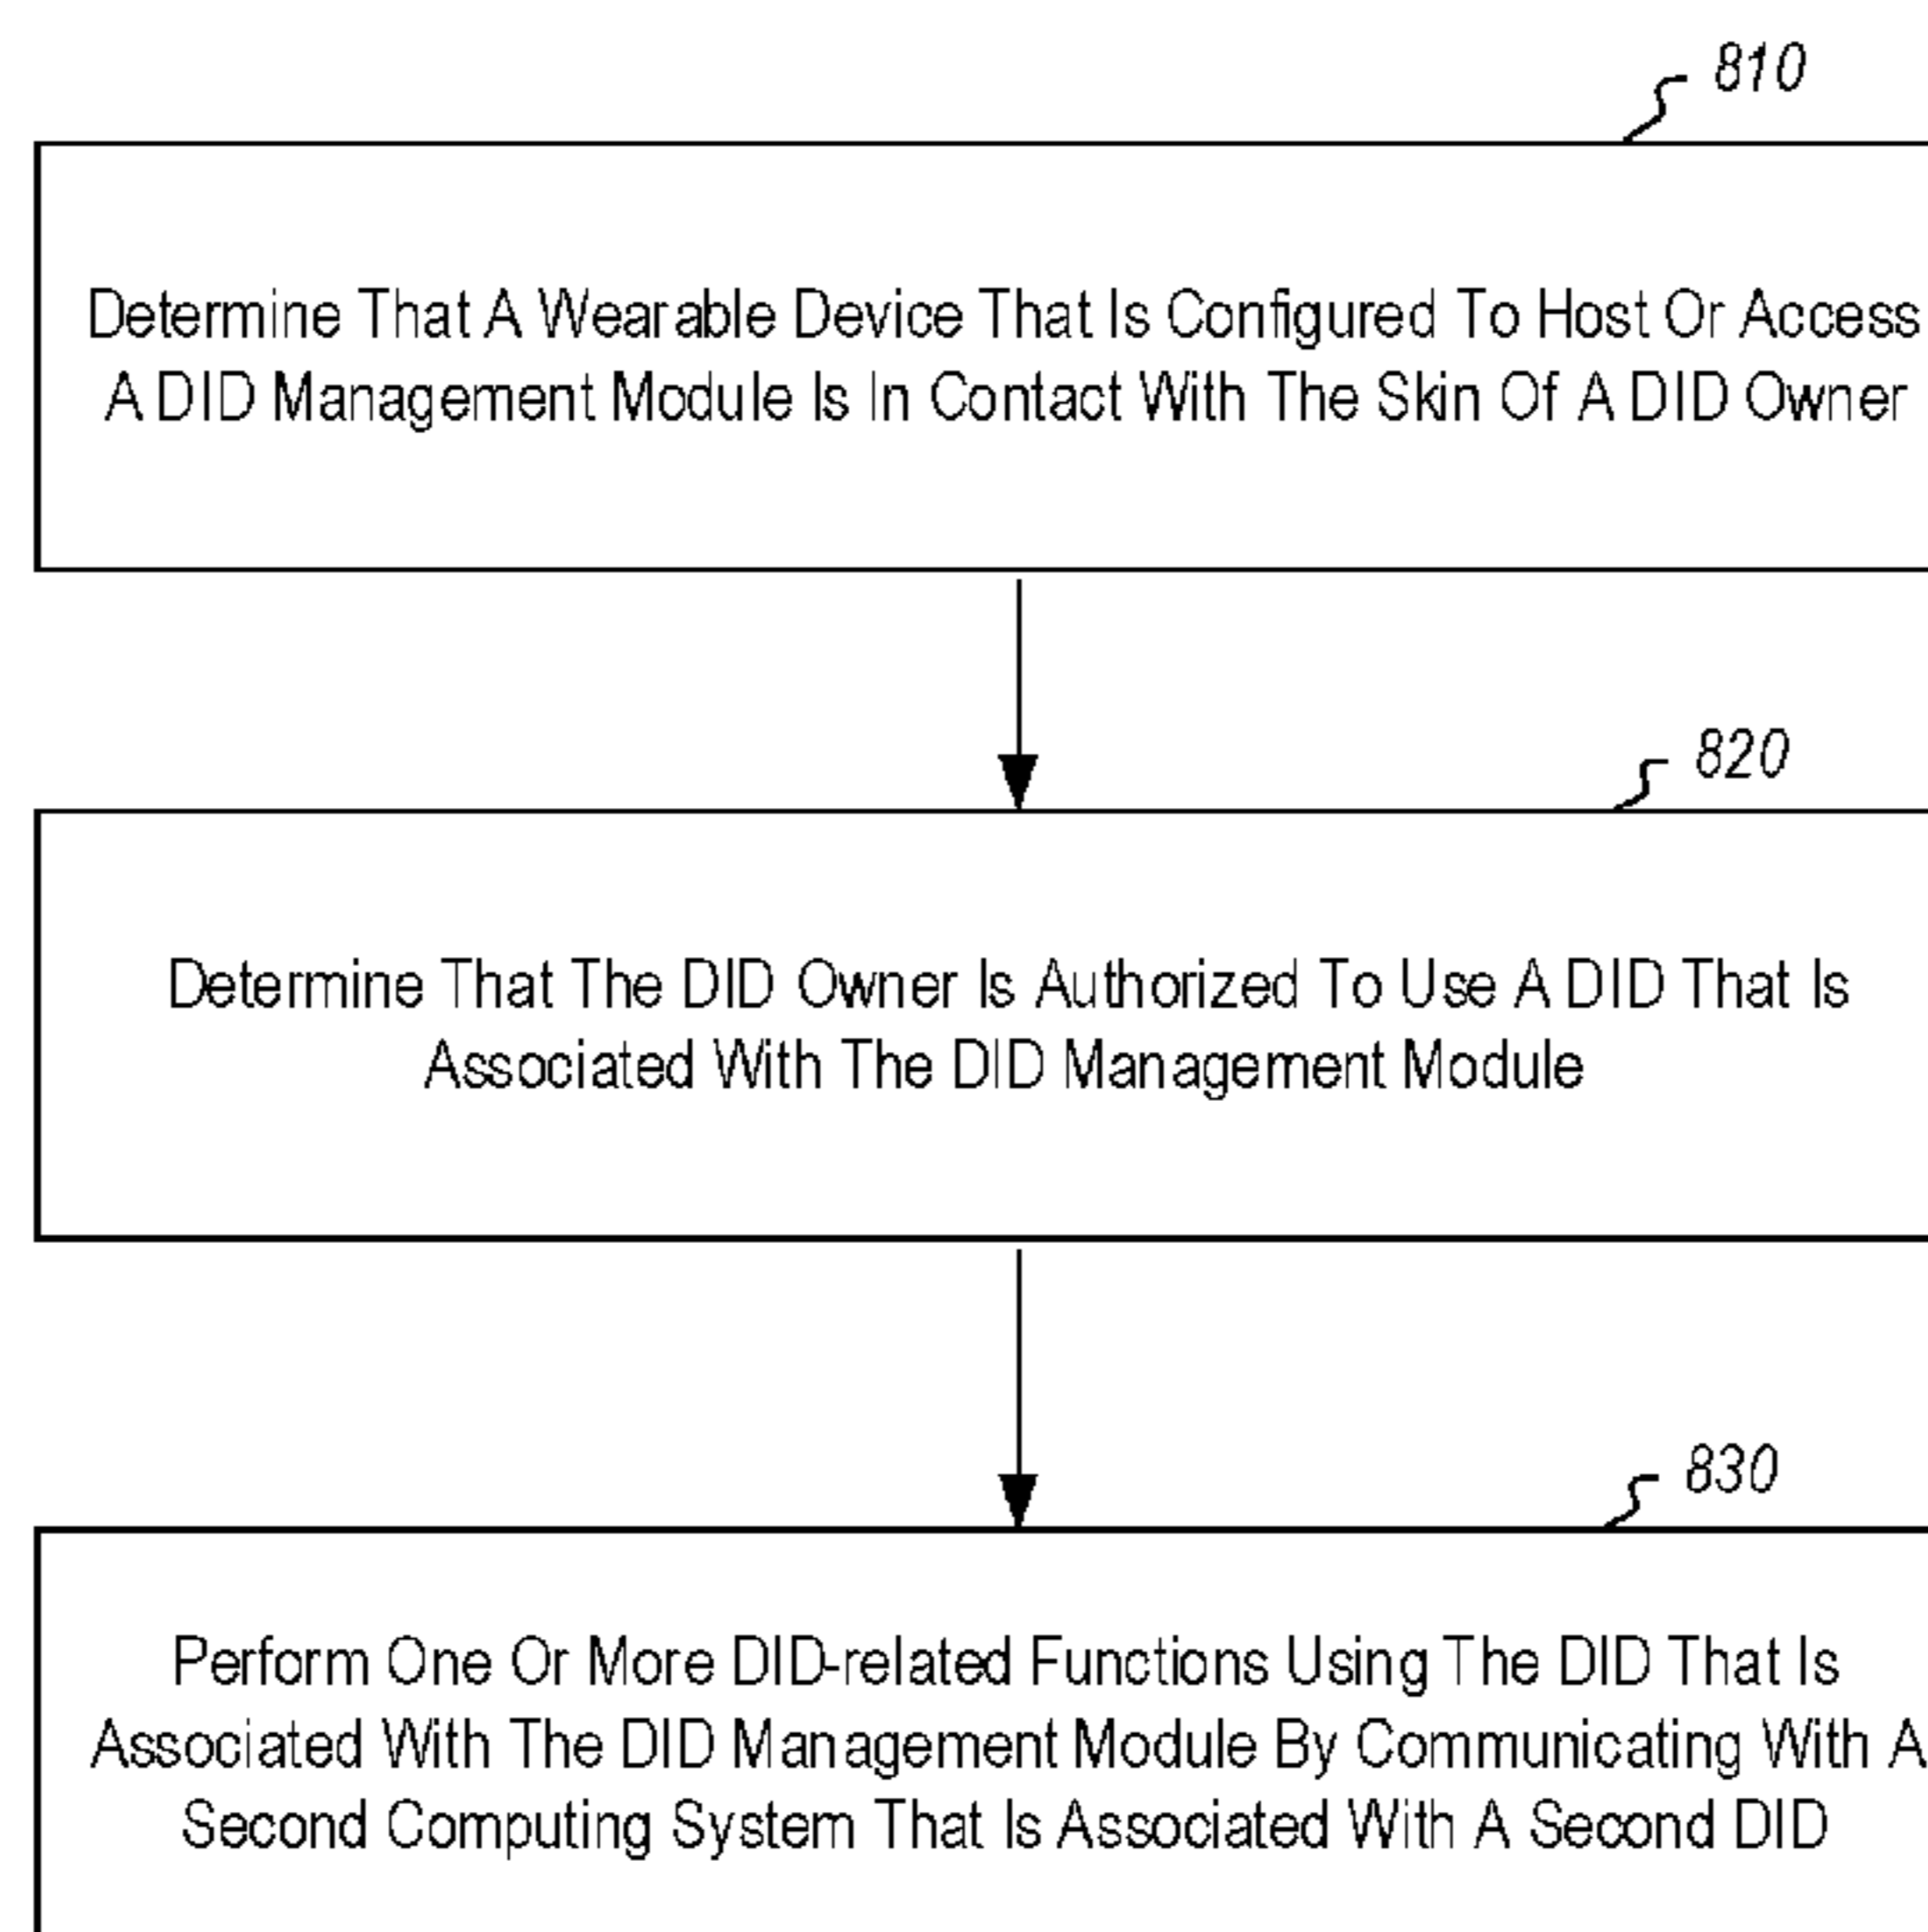 810
Determine That A Wearable Device That Is Configured To Host Or Access
A DID Management Module Is In Contact With The Skin Of A DID Owner
820
Determine That The DID Owner Is Authorized To Use A DID That Is
Associated With The DID Management Module
830
Perform One Or More DID-related Functions Using The DID That Is
Associated With The DID Management Module By Communicating With A
Second Computing System That Is Associated With A Second DID